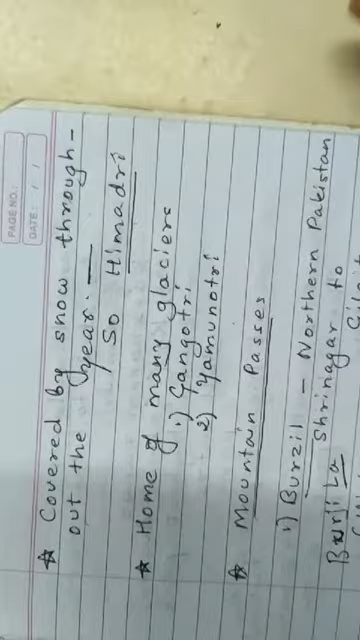 PAGE NO.:
DATE: / /
☆ Covered by snow through-
out the year. —
So Himadri
☆ Home of many glaciers
1) Gangotri
2) Yamunotri
☆ Mountain Passes
1) Burzil — Northern Pakistan
Burji La Shrinagar to